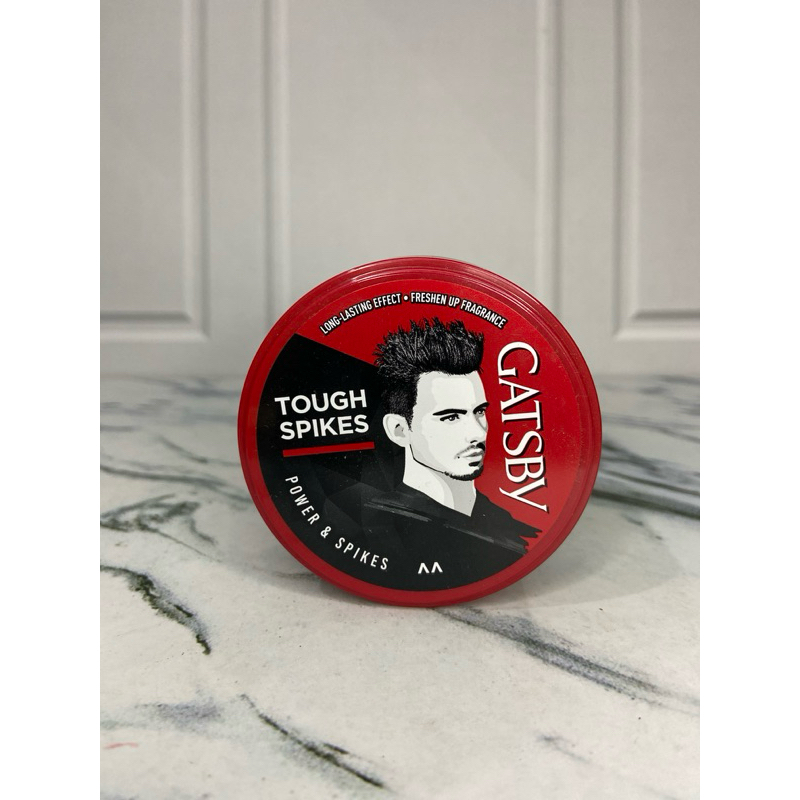 LONG-LASTING EFFECT • FRESHEN UP FRAGRANCE
GATSBY
TOUGH
SPIKES
POWER & SPIKES